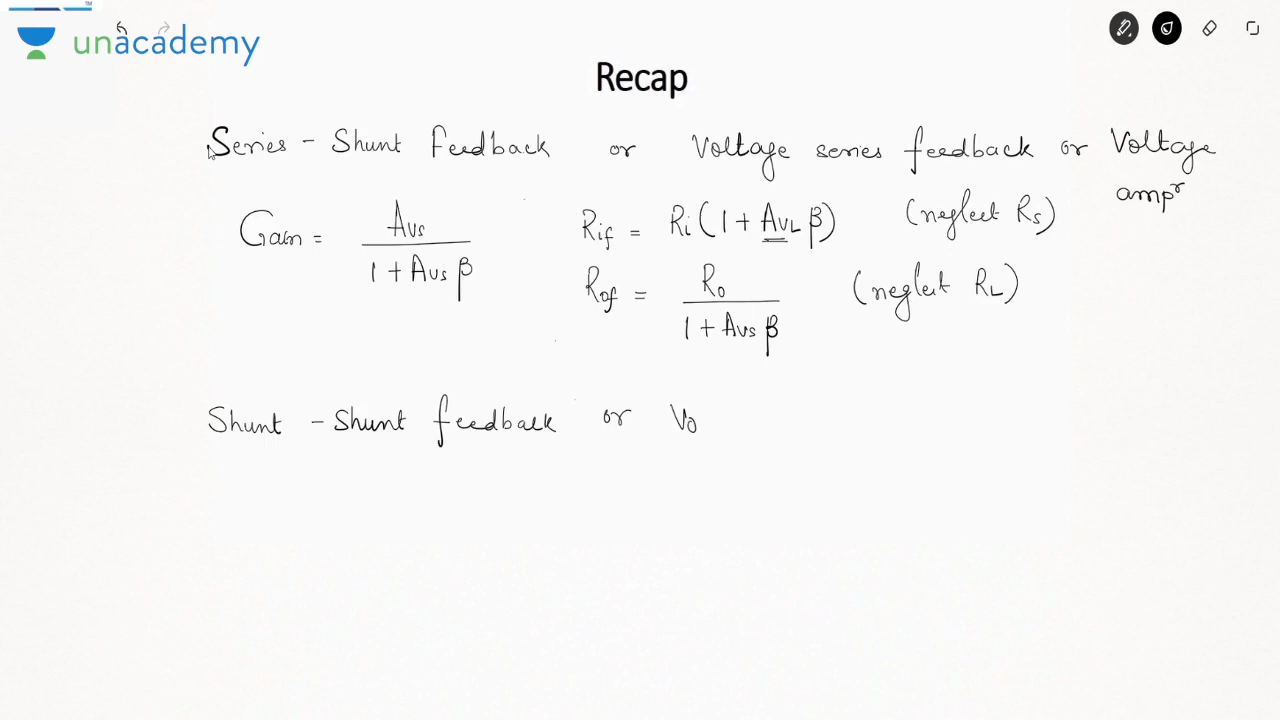 TM
unacademy
Recap
Series - Shunt Feedback or Voltage series feedback or Voltage ampʳ
Gain = Avs / 1 + Avs β
Rif = Ri (1 + AvL β) (neglect Rs)
Rof = Ro / 1 + Avs β (neglect RL)
Shunt - Shunt feedback or Vo